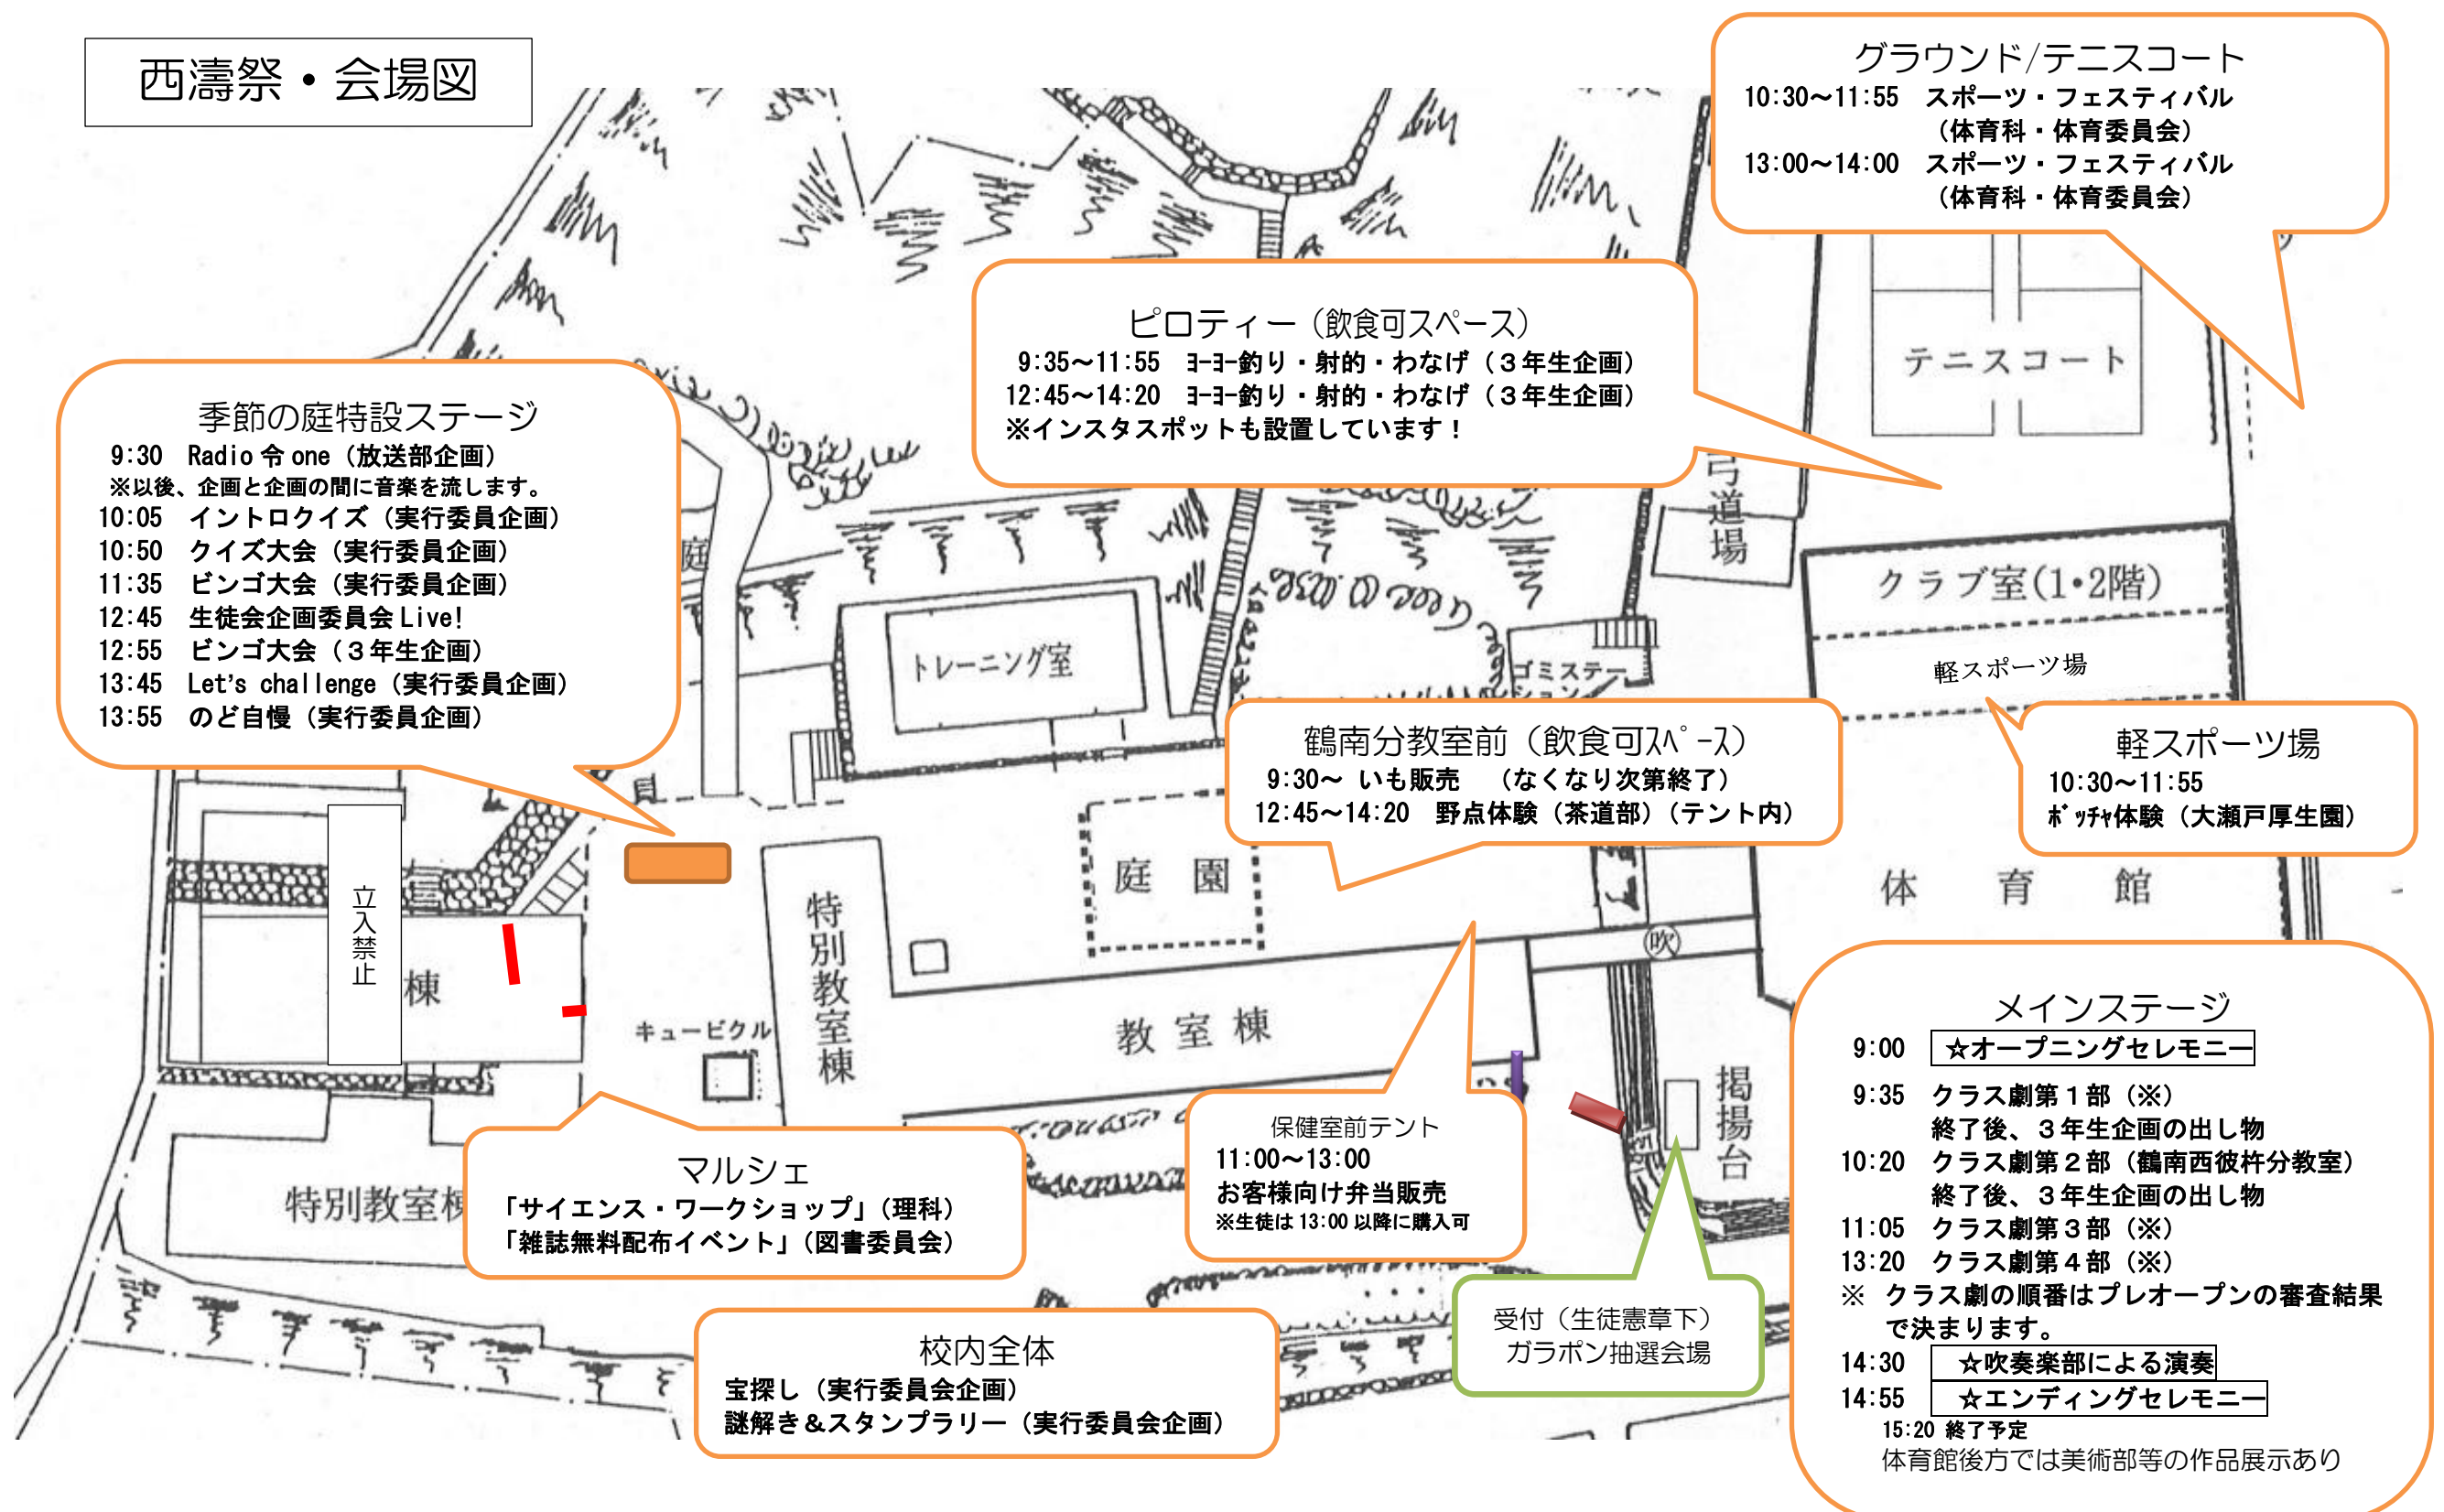 西濤祭・会場図
グラウンド/テニスコート
10:30～11:55 スポーツ・フェスティバル
（体育科・体育委員会）
13:00～14:00 スポーツ・フェスティバル
（体育科・体育委員会）
ピロティー（飲食可スペース）
9:35～11:55 ﾖｰﾖｰ釣り・射的・わなげ（３年生企画）
12:45～14:20 ﾖｰﾖｰ釣り・射的・わなげ（３年生企画）
※インスタスポットも設置しています！
テニスコート
季節の庭特設ステージ
9:30 Radio 令 one（放送部企画）
※以後、企画と企画の間に音楽を流します。
10:05 イントロクイズ（実行委員企画）
10:50 クイズ大会（実行委員企画）
11:35 ビンゴ大会（実行委員企画）
12:45 生徒会企画委員会 Live!
12:55 ビンゴ大会（３年生企画）
13:45 Let's challenge（実行委員企画）
13:55 のど自慢（実行委員企画）
庭
弓道場
クラブ室(1・2階)
軽スポーツ場
トレーニング室
ゴミステー
ション
鶴南分教室前（飲食可ｽﾍﾟｰｽ）
9:30～ いも販売 （なくなり次第終了）
12:45～14:20 野点体験（茶道部）（テント内）
軽スポーツ場
10:30～11:55
ﾎﾞｯﾁｬ体験（大瀬戸厚生園）
立入禁止
棟
特別教室棟
庭園
体育館
吹
キュービクル
教室棟
掲揚台
特別教室棟
マルシェ
「サイエンス・ワークショップ」（理科）
「雑誌無料配布イベント」（図書委員会）
保健室前テント
11:00～13:00
お客様向け弁当販売
※生徒は 13:00 以降に購入可
受付（生徒憲章下）
ガラポン抽選会場
校内全体
宝探し（実行委員会企画）
謎解き＆スタンプラリー（実行委員会企画）
メインステージ
9:00 ☆オープニングセレモニー
9:35 クラス劇第１部（※）
終了後、３年生企画の出し物
10:20 クラス劇第２部（鶴南西彼杵分教室）
終了後、３年生企画の出し物
11:05 クラス劇第３部（※）
13:20 クラス劇第４部（※）
※ クラス劇の順番はプレオープンの審査結果
で決まります。
14:30 ☆吹奏楽部による演奏
14:55 ☆エンディングセレモニー
15:20 終了予定
体育館後方では美術部等の作品展示あり